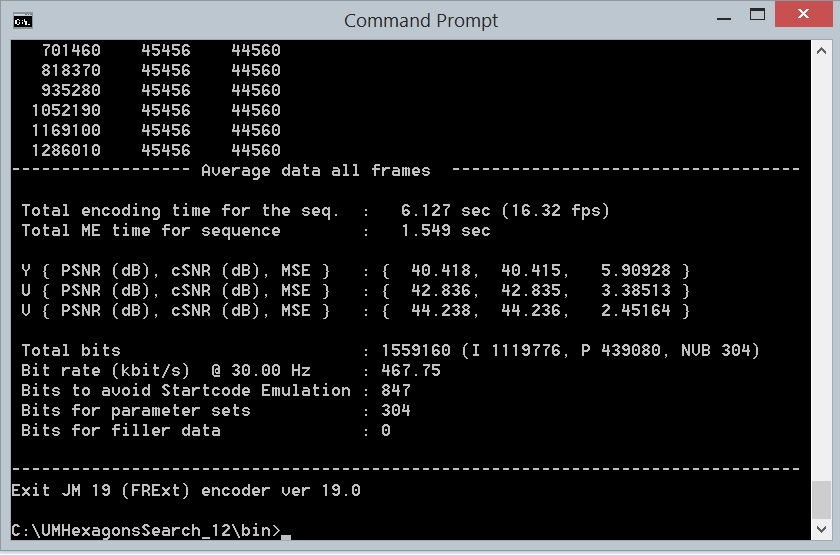 C:\.
Command Prompt
701460 45456 44560
818370 45456 44560
935280 45456 44560
1052190 45456 44560
1169100 45456 44560
1286010 45456 44560
------------------ Average data all frames -----------------------------------
Total encoding time for the seq. : 6.127 sec (16.32 fps)
Total ME time for sequence : 1.549 sec
Y { PSNR (dB), cSNR (dB), MSE } : { 40.418, 40.415, 5.90928 }
U { PSNR (dB), cSNR (dB), MSE } : { 42.836, 42.835, 3.38513 }
V { PSNR (dB), cSNR (dB), MSE } : { 44.238, 44.236, 2.45164 }
Total bits : 1559160 (I 1119776, P 439080, NVB 304)
Bit rate (kbit/s) @ 30.00 Hz : 467.75
Bits to avoid Startcode Emulation : 847
Bits for parameter sets : 304
Bits for filler data : 0
-------------------------------------------------------------------------------
Exit JM 19 (FRExt) encoder ver 19.0
C:\UMHexagonsSearch_12\bin>_